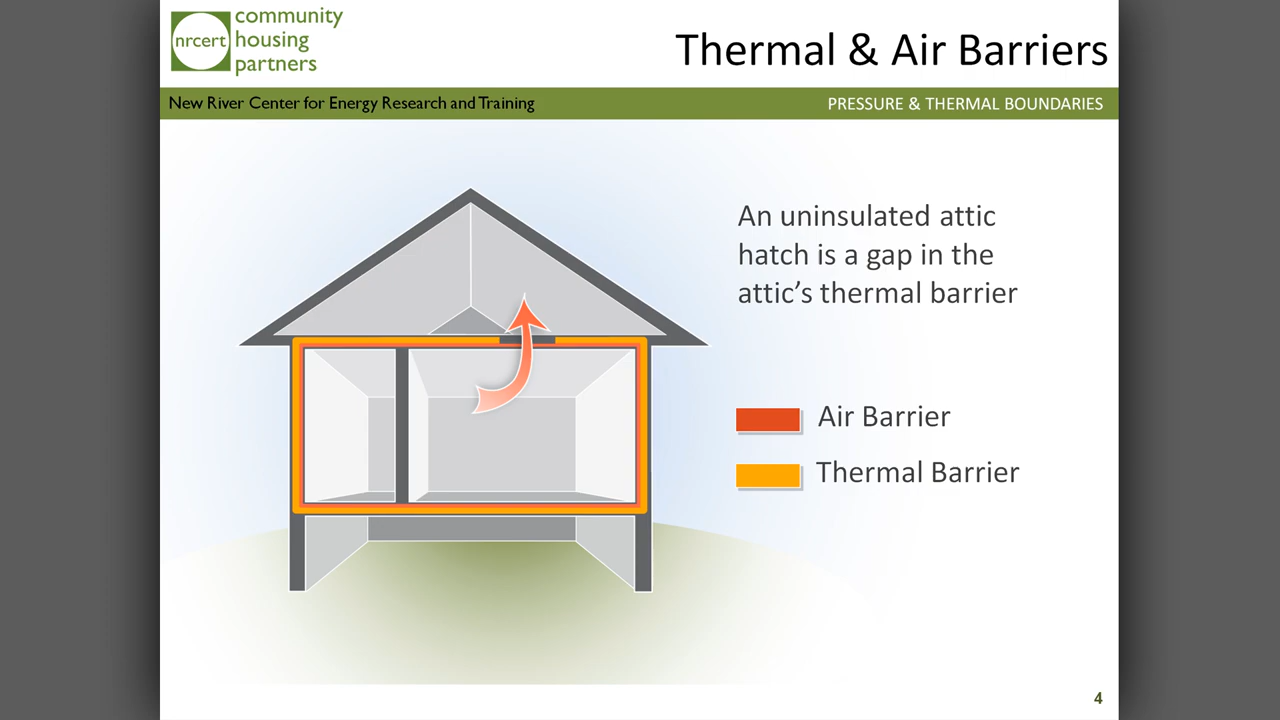 community
nrcert housing
partners
Thermal & Air Barriers
New River Center for Energy Research and Training
PRESSURE & THERMAL BOUNDARIES
An uninsulated attic
hatch is a gap in the
attic’s thermal barrier
Air Barrier
Thermal Barrier
4